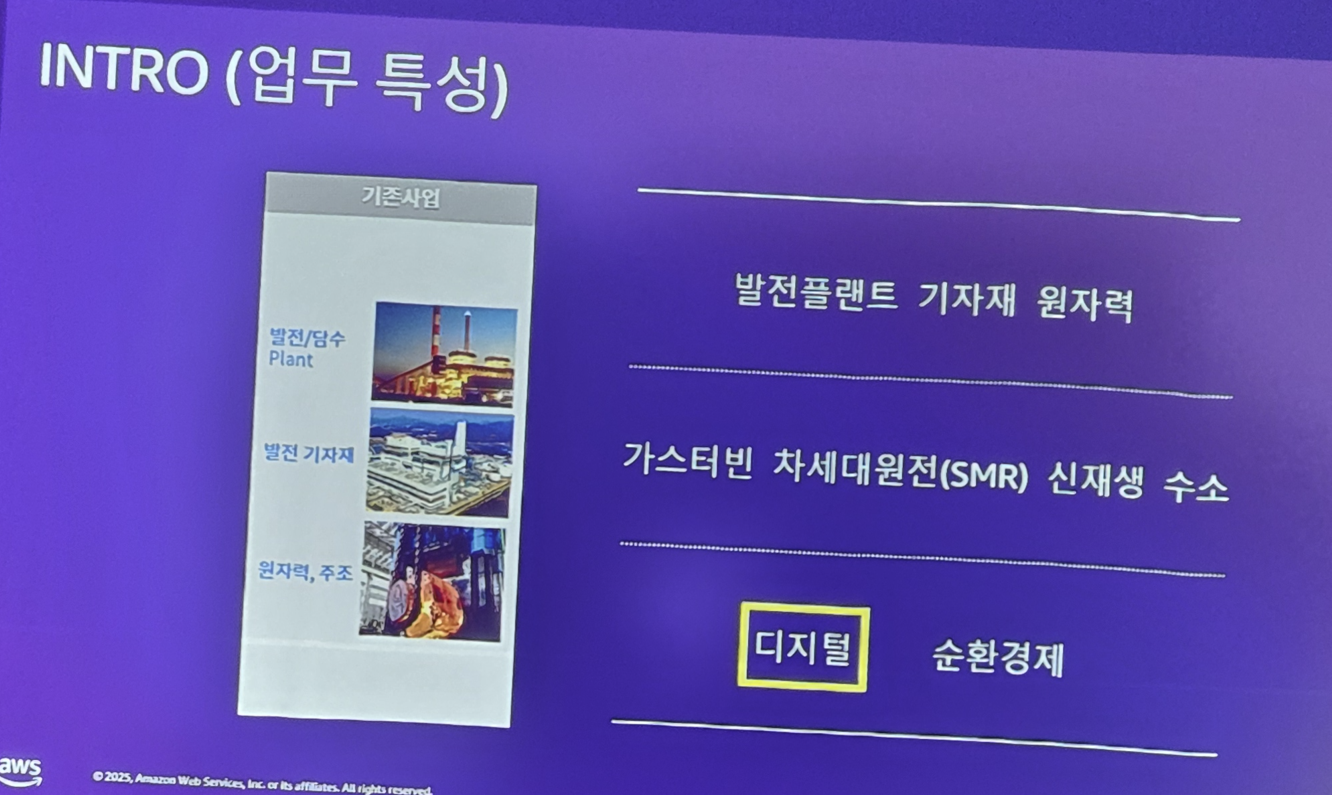 INTRO (업무 특성)
기존사업
발전/담수
Plant
발전 기자재
원자력, 주조
발전플랜트 기자재 원자력
가스터빈 차세대원전(SMR) 신재생 수소
디지털 순환경제
aws
© 2025, Amazon Web Services, Inc. or its affiliates. All rights reserved.